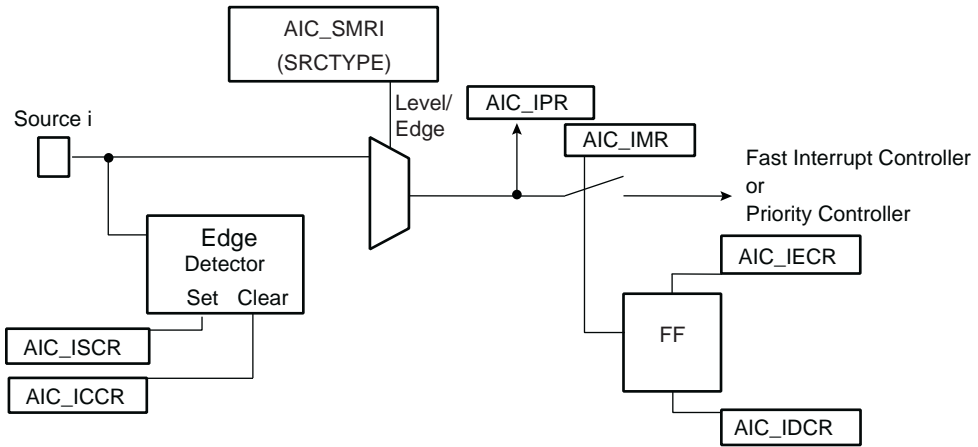 AIC_SMRI
(SRCTYPE)
Source i
Level/
Edge
AIC_IPR
AIC_IMR
Fast Interrupt Controller
or
Priority Controller
Edge
Detector
Set Clear
AIC_IECR
FF
AIC_ISCR
AIC_ICCR
AIC_IDCR